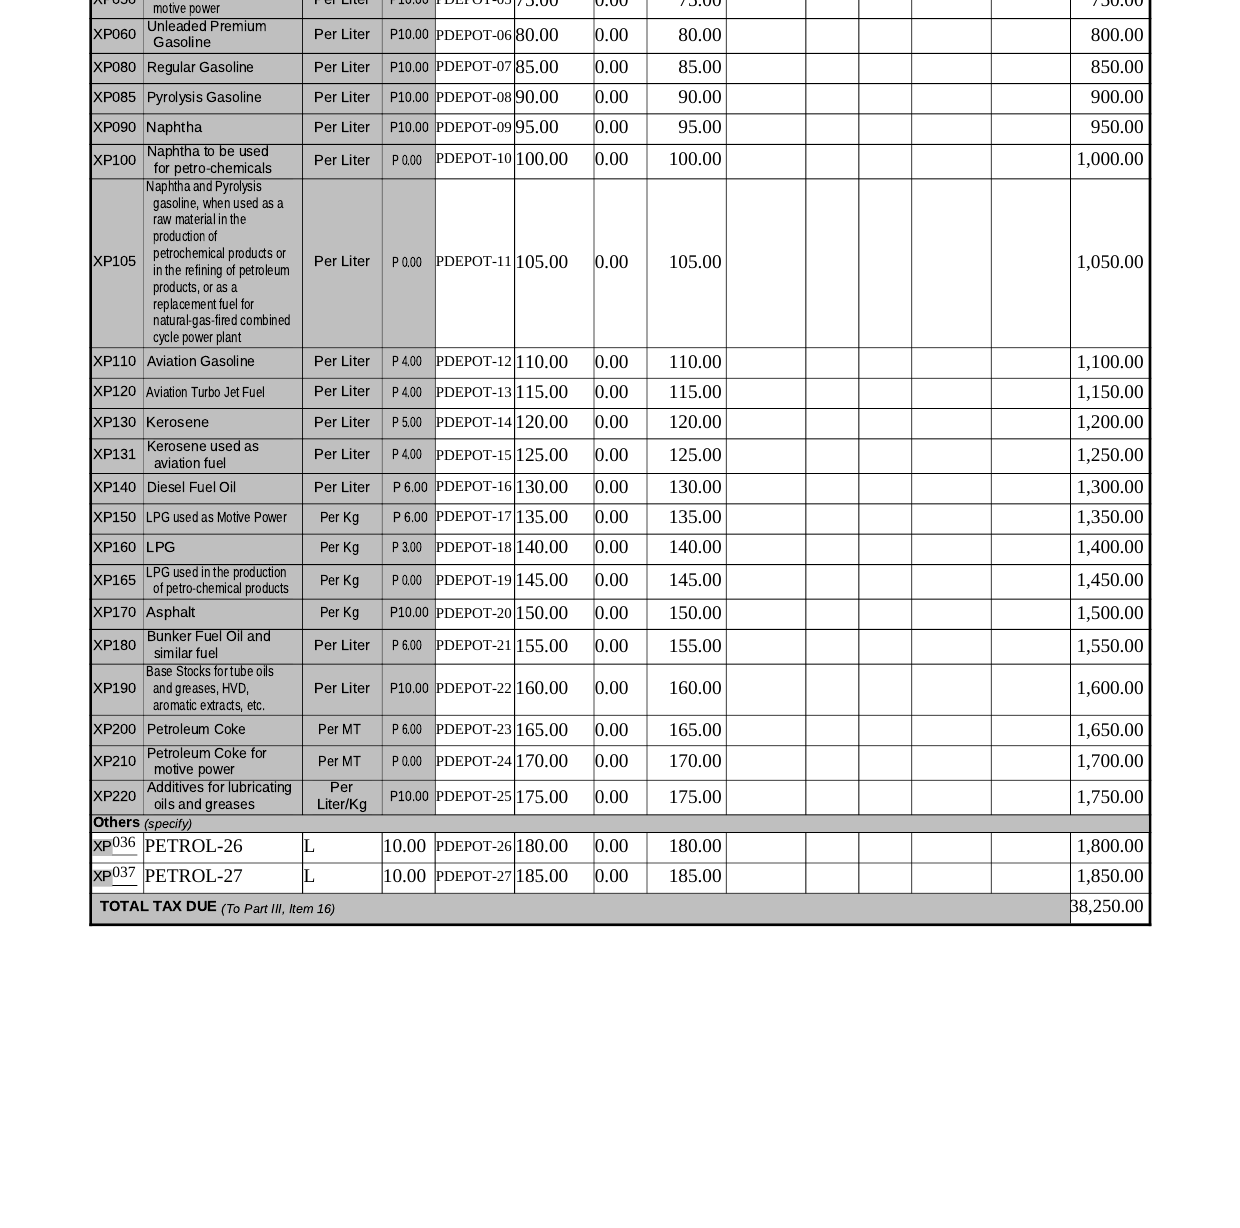 motive power
XP060 Unleaded Premium Gasoline Per Liter P10.00 PDEPOT-06 80.00 0.00 80.00 800.00
XP080 Regular Gasoline Per Liter P10.00 PDEPOT-07 85.00 0.00 85.00 850.00
XP085 Pyrolysis Gasoline Per Liter P10.00 PDEPOT-08 90.00 0.00 90.00 900.00
XP090 Naphtha Per Liter P10.00 PDEPOT-09 95.00 0.00 95.00 950.00
XP100 Naphtha to be used for petro-chemicals Per Liter P 0.00 PDEPOT-10 100.00 0.00 100.00 1,000.00
Naphtha and Pyrolysis
gasoline, when used as a
raw material in the
production of
petrochemical products or
XP105 in the refining of petroleum Per Liter P 0.00 PDEPOT-11 105.00 0.00 105.00 1,050.00
products, or as a
replacement fuel for
natural-gas-fired combined
cycle power plant
XP110 Aviation Gasoline Per Liter P 4.00 PDEPOT-12 110.00 0.00 110.00 1,100.00
XP120 Aviation Turbo Jet Fuel Per Liter P 4.00 PDEPOT-13 115.00 0.00 115.00 1,150.00
XP130 Kerosene Per Liter P 5.00 PDEPOT-14 120.00 0.00 120.00 1,200.00
XP131 Kerosene used as aviation fuel Per Liter P 4.00 PDEPOT-15 125.00 0.00 125.00 1,250.00
XP140 Diesel Fuel Oil Per Liter P 6.00 PDEPOT-16 130.00 0.00 130.00 1,300.00
XP150 LPG used as Motive Power Per Kg P 6.00 PDEPOT-17 135.00 0.00 135.00 1,350.00
XP160 LPG Per Kg P 3.00 PDEPOT-18 140.00 0.00 140.00 1,400.00
XP165 LPG used in the production of petro-chemical products Per Kg P 0.00 PDEPOT-19 145.00 0.00 145.00 1,450.00
XP170 Asphalt Per Kg P10.00 PDEPOT-20 150.00 0.00 150.00 1,500.00
XP180 Bunker Fuel Oil and similar fuel Per Liter P 6.00 PDEPOT-21 155.00 0.00 155.00 1,550.00
Base Stocks for tube oils
XP190 and greases, HVD, Per Liter P10.00 PDEPOT-22 160.00 0.00 160.00 1,600.00
aromatic extracts, etc.
XP200 Petroleum Coke Per MT P 6.00 PDEPOT-23 165.00 0.00 165.00 1,650.00
XP210 Petroleum Coke for motive power Per MT P 0.00 PDEPOT-24 170.00 0.00 170.00 1,700.00
XP220 Additives for lubricating oils and greases Per Liter/Kg P10.00 PDEPOT-25 175.00 0.00 175.00 1,750.00
Others (specify)
XP 036 PETROL-26 L 10.00 PDEPOT-26 180.00 0.00 180.00 1,800.00
XP 037 PETROL-27 L 10.00 PDEPOT-27 185.00 0.00 185.00 1,850.00
TOTAL TAX DUE (To Part III, Item 16) 38,250.00